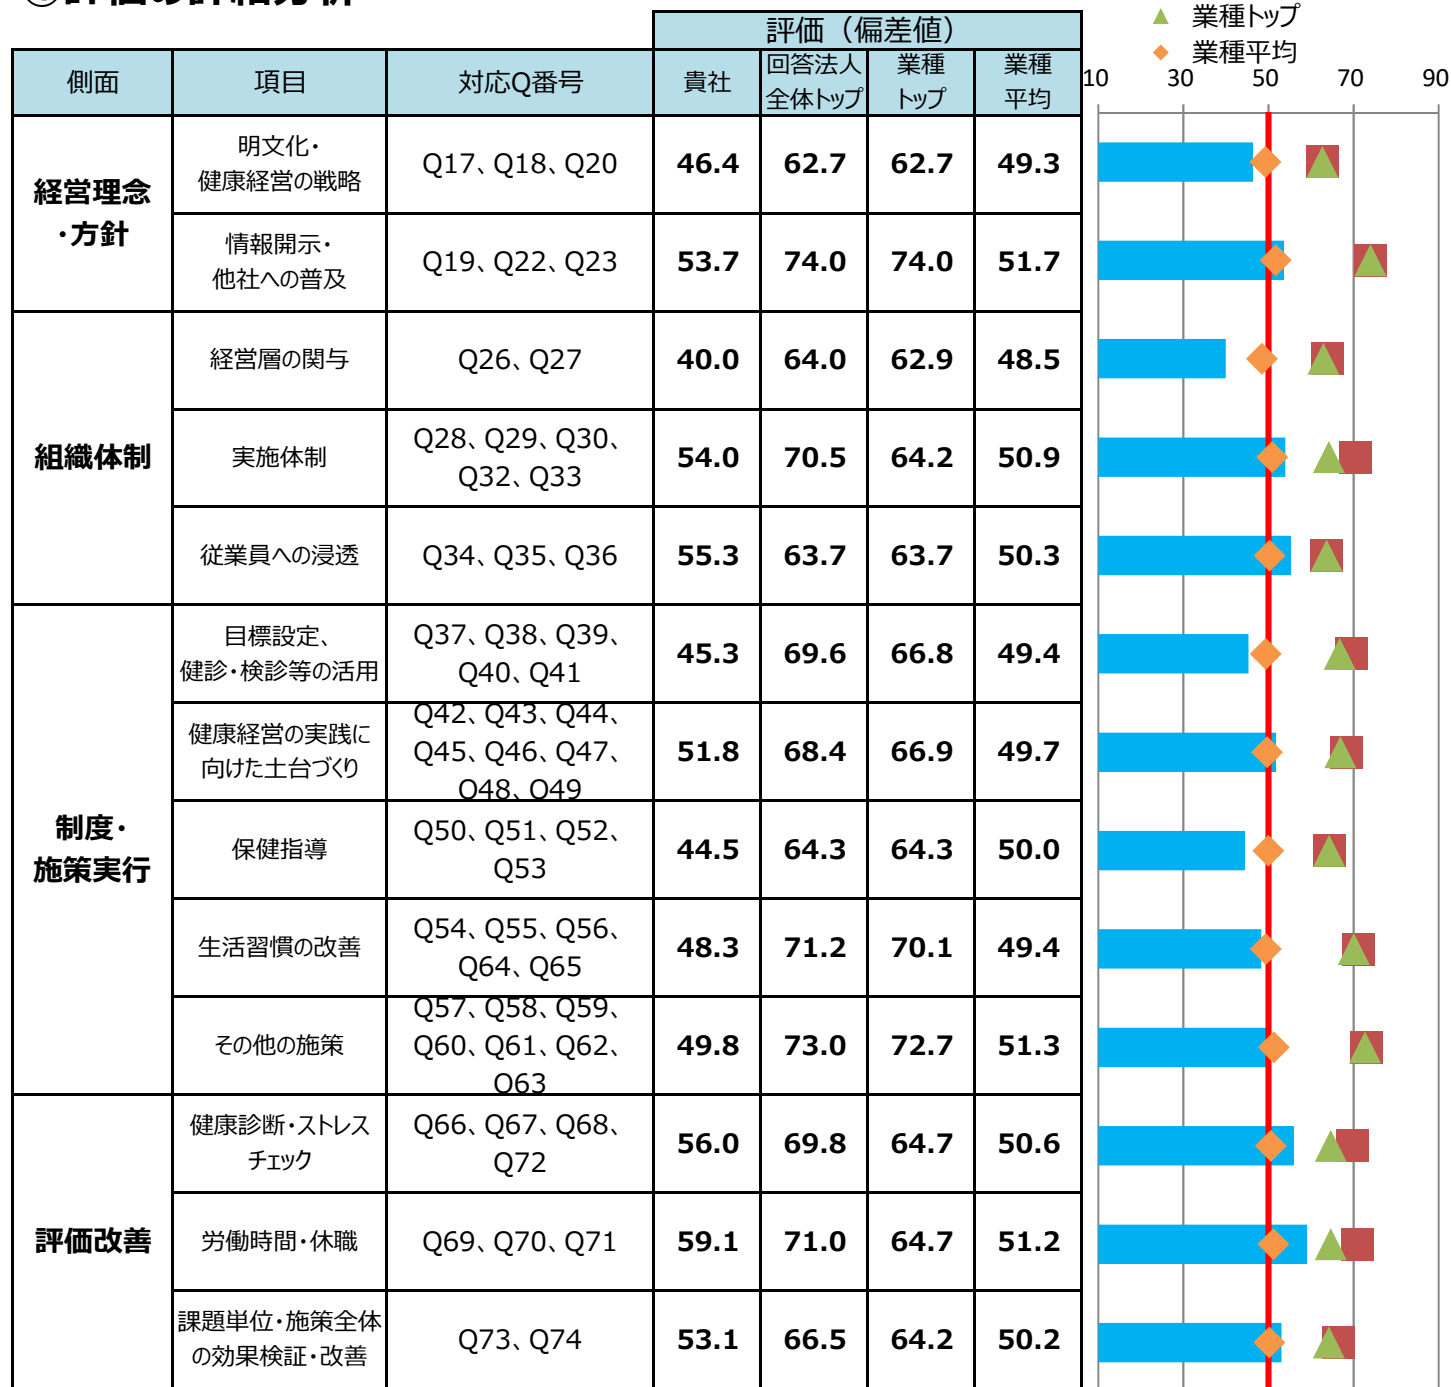 ①評価の詳細分析
▲ 業種トップ
◆ 業種平均
評価（偏差値）
側面 項目 対応Q番号 貴社 回答法人 業種 業種
全体トップ トップ 平均
10 30 50 70 90
経営理念
・方針
明文化・
健康経営の戦略
Q17、Q18、Q20 46.4 62.7 62.7 49.3
情報開示・
他社への普及
Q19、Q22、Q23 53.7 74.0 74.0 51.7
組織体制
経営層の関与 Q26、Q27 40.0 64.0 62.9 48.5
実施体制
Q28、Q29、Q30、
Q32、Q33
54.0 70.5 64.2 50.9
従業員への浸透 Q34、Q35、Q36 55.3 63.7 63.7 50.3
制度・
施策実行
目標設定、
健診・検診等の活用
Q37、Q38、Q39、
Q40、Q41
45.3 69.6 66.8 49.4
健康経営の実践に
向けた土台づくり
Q42、Q43、Q44、
Q45、Q46、Q47、
Q48、Q49
51.8 68.4 66.9 49.7
保健指導
Q50、Q51、Q52、
Q53
44.5 64.3 64.3 50.0
生活習慣の改善
Q54、Q55、Q56、
Q64、Q65
48.3 71.2 70.1 49.4
その他の施策
Q57、Q58、Q59、
Q60、Q61、Q62、
Q63
49.8 73.0 72.7 51.3
評価改善
健康診断・ストレス
チェック
Q66、Q67、Q68、
Q72
56.0 69.8 64.7 50.6
労働時間・休職 Q69、Q70、Q71 59.1 71.0 64.7 51.2
課題単位・施策全体
の効果検証・改善
Q73、Q74 53.1 66.5 64.2 50.2